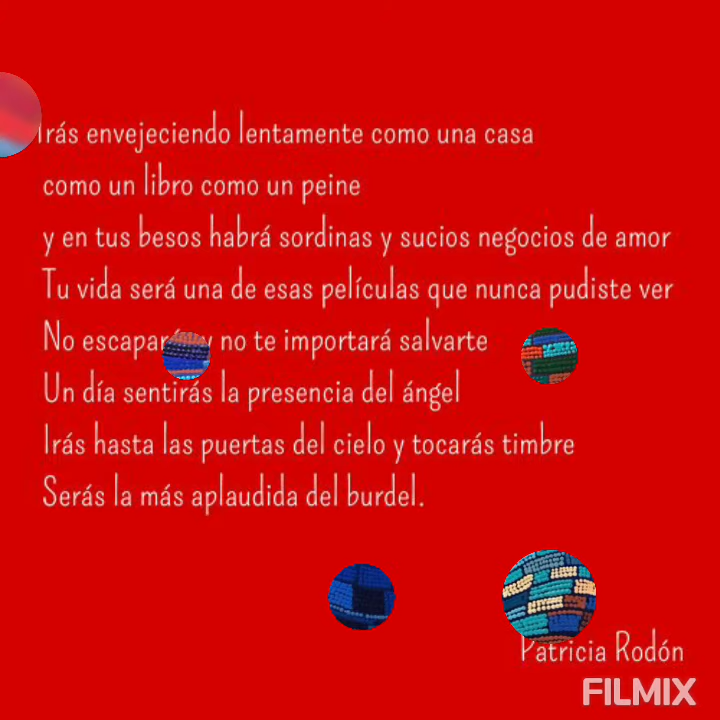 Irás envejeciendo lentamente como una casa
como un libro como un peine
y en tus besos habrá sordinas y sucios negocios de amor
Tu vida será una de esas películas que nunca pudiste ver
No y no te importará salvarte
Un día sentirás la presencia del ángel
Irás hasta las puertas del cielo y tocarás timbre
Serás la más aplaudida del burdel.
Patricia Rodón
FILMIX